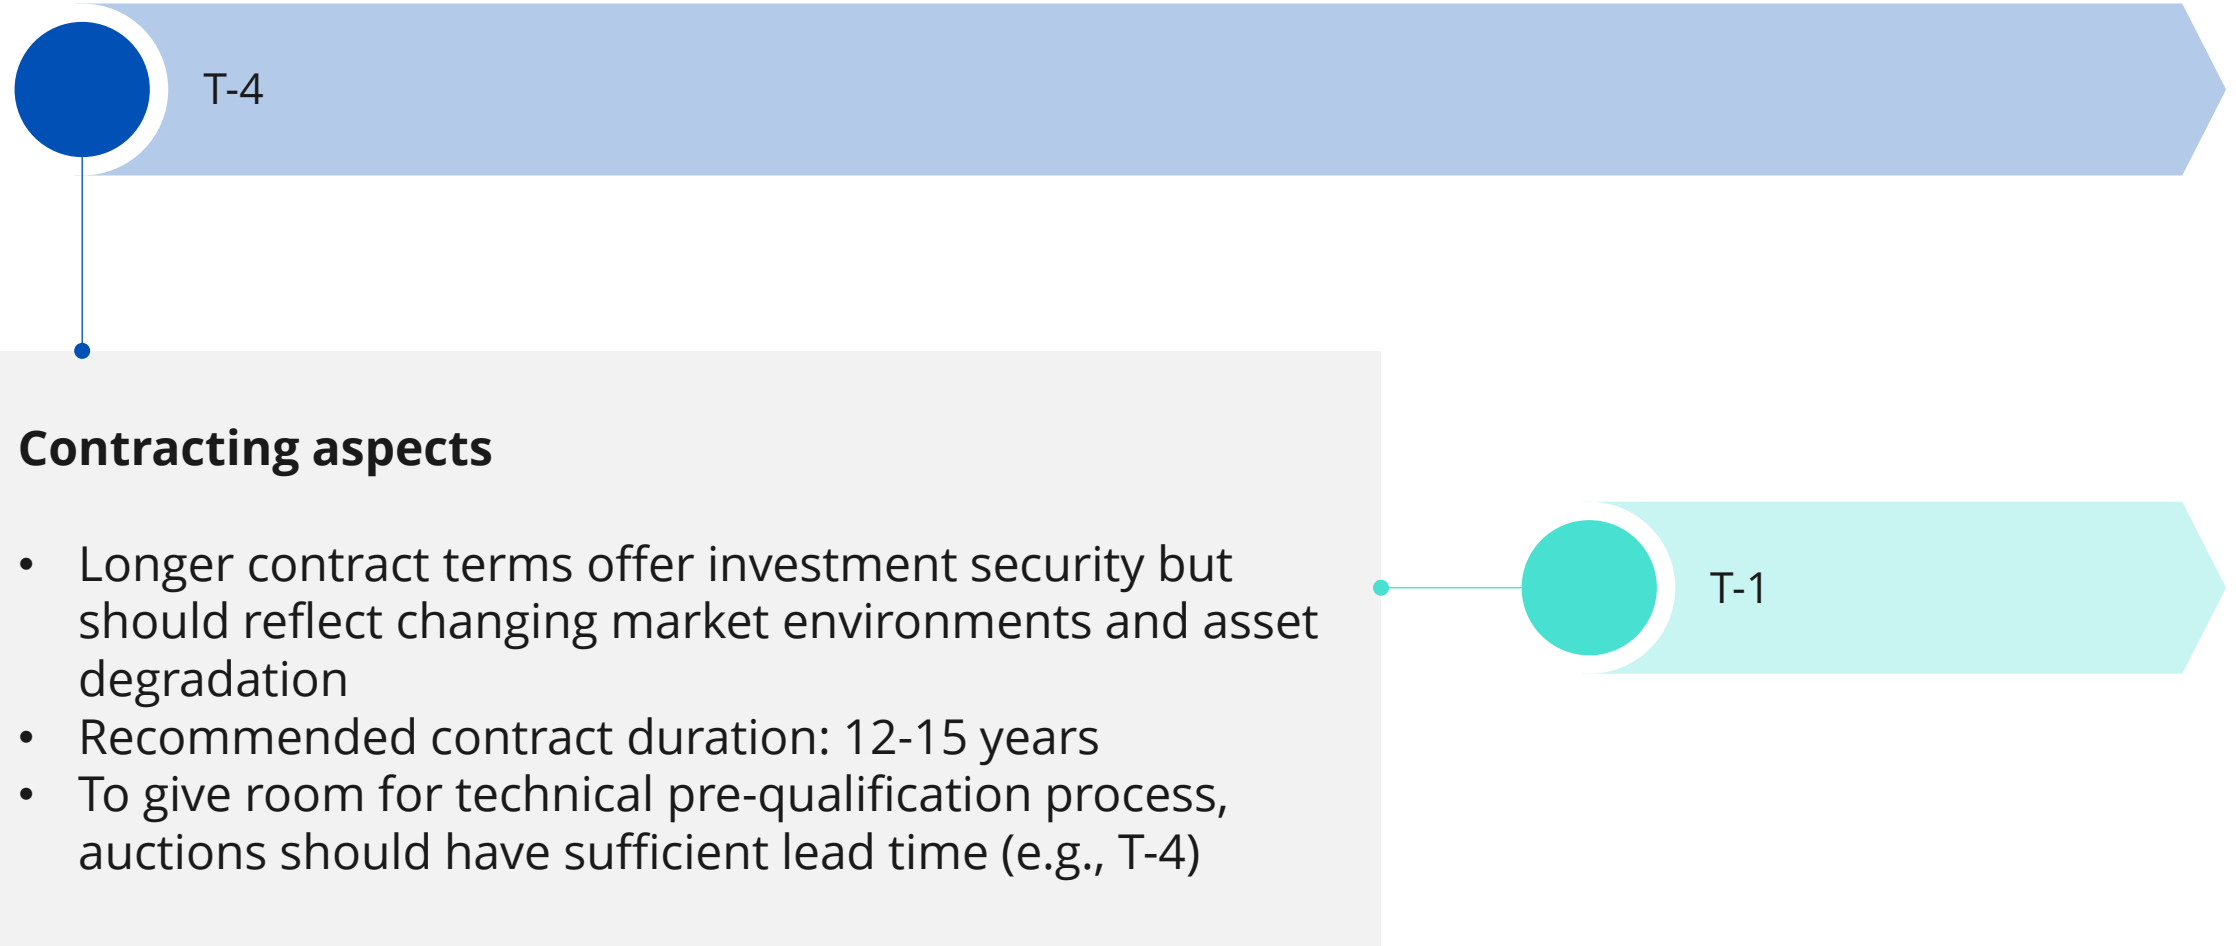 T-4
Contracting aspects
• Longer contract terms offer investment security but
should reflect changing market environments and asset
degradation
• Recommended contract duration: 12-15 years
• To give room for technical pre-qualification process,
auctions should have sufficient lead time (e.g., T-4)
T-1